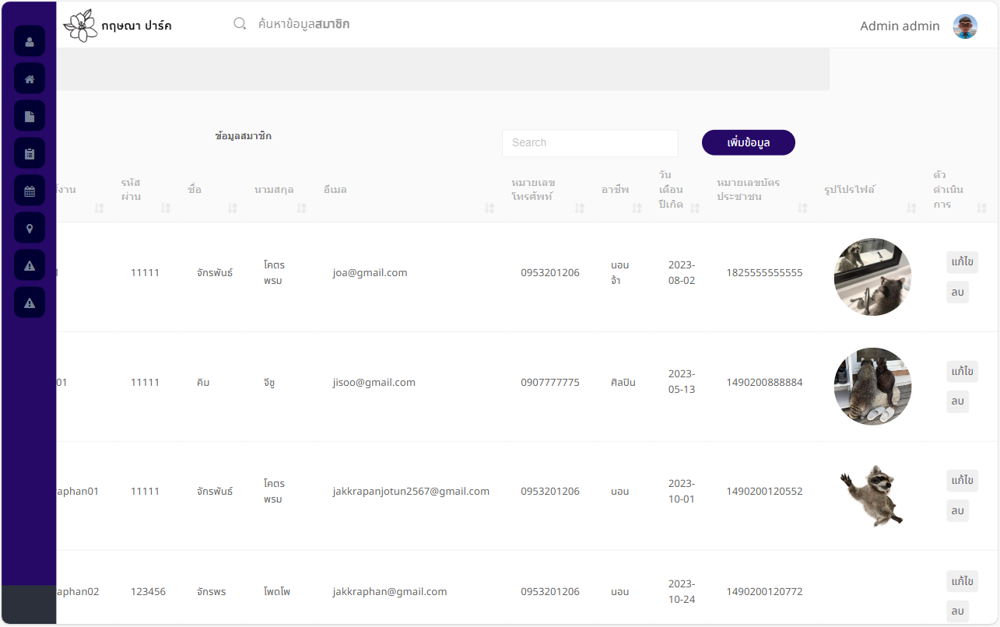 กฤษณา ปาร์ค
ค้นหาข้อมูลสมาชิก
Admin admin
ข้อมูลสมาชิก
Search
เพิ่มข้อมูล
รหัส
ผ่าน
ชื่อ
นามสกุล
อีเมล
หมายเลข
โทรศัพท์
อาชีพ
วัน
เดือน
ปีเกิด
หมายเลขบัตร
ประชาชน
รูปโปรไฟล์
ตัว
ดำเนิน
การ
11111
จักรพันธ์
โคตร
พรม
joa@gmail.com
0953201206
นอน
จ้า
2023-
08-02
1825555555555
แก้ไข
ลบ
01
11111
คิม
จีซู
jisoo@gmail.com
0907777775
ศิลปิน
2023-
05-13
1490200888884
แก้ไข
ลบ
aphan01
11111
จักรพันธ์
โคตร
พรม
jakkrapanjotun2567@gmail.com
0953201206
นอน
2023-
10-01
1490200120552
แก้ไข
ลบ
aphan02
123456
จักรพร
โพดโพ
jakkraphan@gmail.com
0953201206
นอน
2023-
10-24
1490200120772
แก้ไข
ลบ